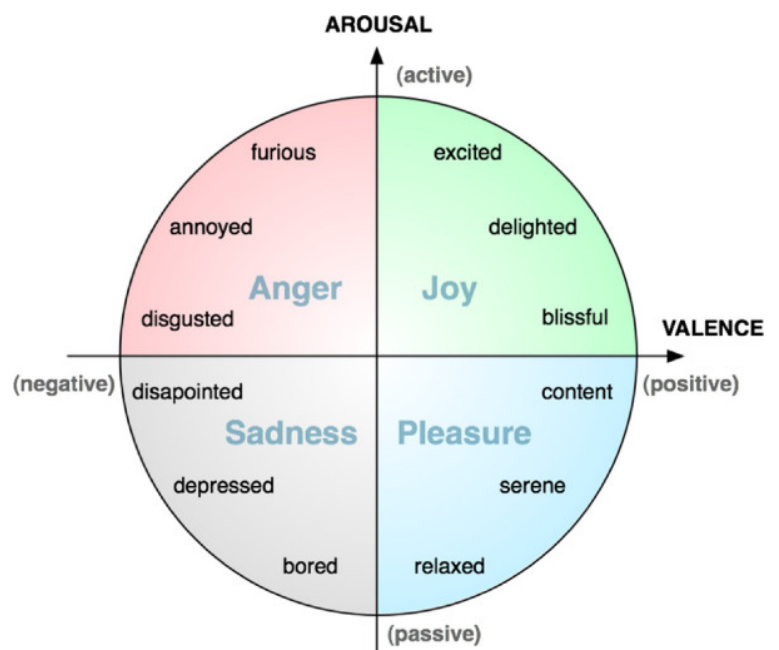 AROUSAL
(active)
furious
excited
annoyed
delighted
Anger
Joy
disgusted
blissful
VALENCE
(negative)
(positive)
disapointed
content
Sadness
Pleasure
depressed
serene
bored
relaxed
(passive)